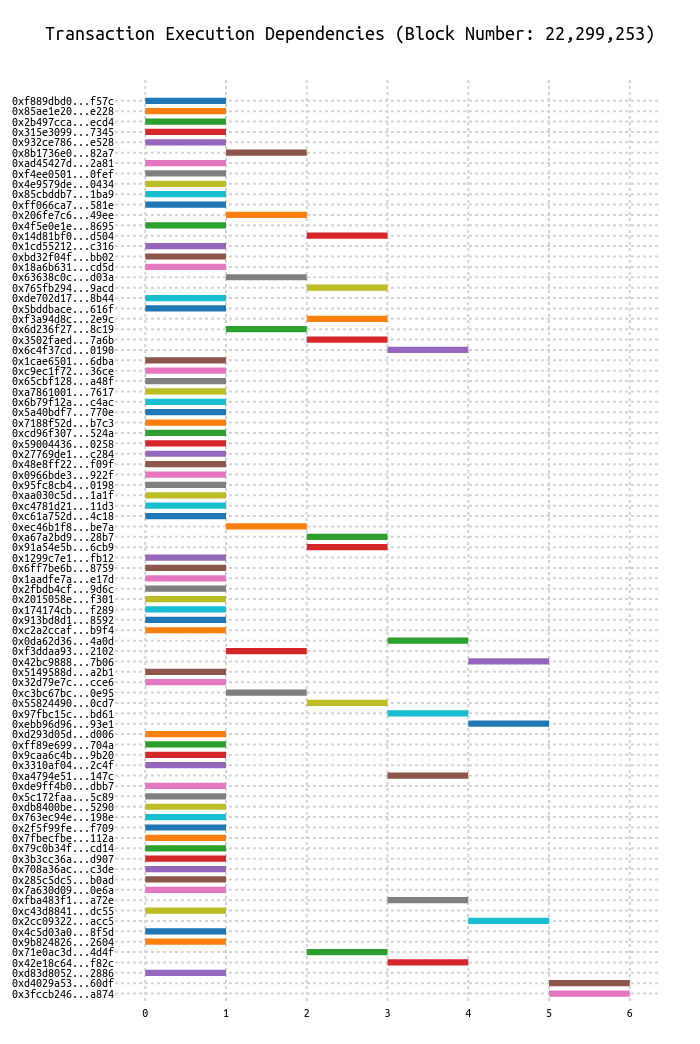 Transaction Execution Dependencies (Block Number: 22,299,253)
0xf889dbd0...f57c
0x85ae1e20...e228
0x2b497cca...ecd4
0x315e3099...7345
0x932ce786...e528
0x8b1736e0...82a7
0xad45427d...2a81
0xf4ee0501...0fef
0x4e9579de...0434
0x85cbddb7...1ba9
0xff066ca7...581e
0x206fe7c6...49ee
0x4f5e0e1e...8695
0x14d81bf0...d504
0x1cd55212...c316
0xbd32f04f...bb02
0x18a6b631...cd5d
0x63638c0c...d03a
0x765fb294...9acd
0xde702d17...8b44
0x5bddbace...616f
0xf3a94d8c...2e9c
0x6d236f27...8c19
0x3502faed...7a6b
0x6c4f37cd...0190
0x1cae6501...6dba
0xc9ec1f72...36ce
0x65cbf128...a48f
0xa7861001...7617
0x6b79f12a...c4ac
0x5a40bdf7...770e
0x7188f52d...b7c3
0xcd96f307...524a
0x59004436...0258
0x27769de1...c284
0x48e8ff22...f09f
0x0966bde3...922f
0x95fc8cb4...0198
0xaa030c5d...1a1f
0xc4781d21...11d3
0xc61a752d...4c18
0xec46b1f8...be7a
0xa67a2bd9...28b7
0x91a54e5b...6cb9
0x1299c7e1...fb12
0x6ff7be6b...8759
0x1aadfe7a...e17d
0x2fbdb4cf...9d6c
0x2015058e...f301
0x174174cb...f289
0x913bd8d1...8592
0xc2a2ccaf...b9f4
0x0da62d36...4a0d
0xf3ddaa93...2102
0x42bc9888...7b06
0x5149588d...a2b1
0x32d79e7c...cce6
0xc3bc67bc...0e95
0x55824490...0cd7
0x97fbc15c...bd61
0xebb96d96...93e1
0xd293d05d...d006
0xff89e699...704a
0x9caa6c4b...9b20
0x3310af04...2c4f
0xa4794e51...147c
0xde9ff4b0...dbb7
0x5c172faa...5c89
0xdb8400be...5290
0x763ec94e...198e
0x2f5f99fe...f709
0x7fbecfbe...112a
0x79c0b34f...cd14
0x3b3cc36a...d907
0x708a36ac...c3de
0x285c5dc5...b0ad
0x7a630d09...0e6a
0xfba483f1...a72e
0xc43d8841...dc55
0x2cc09322...acc5
0x4c5d03a0...8f5d
0x9b824826...2604
0x71e0ac3d...4d4f
0x42e18c64...f82c
0xd83d8052...2886
0xd4029a53...60df
0x3fccb246...a874
0 1 2 3 4 5 6